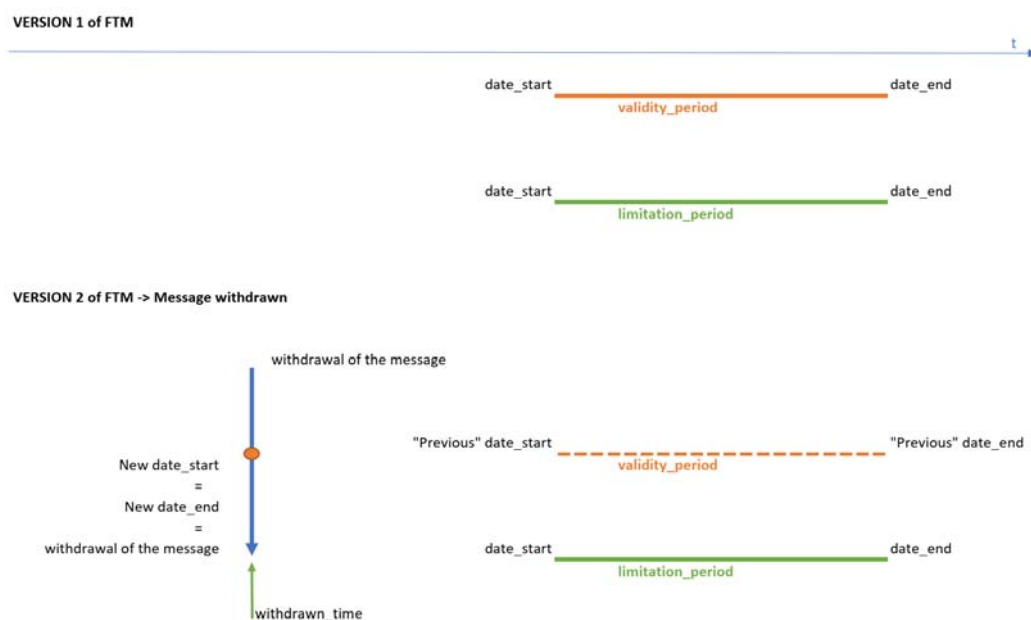 VERSION 1 of FTM
t
date_start
date_end
validity_period
date_start
date_end
limitation_period
VERSION 2 of FTM -> Message withdrawn
withdrawal of the message
"Previous" date_start
"Previous" date_end
New date_start
validity_period
=
New date_end
=
withdrawal of the message
date_start
date_end
limitation_period
withdrawn_time